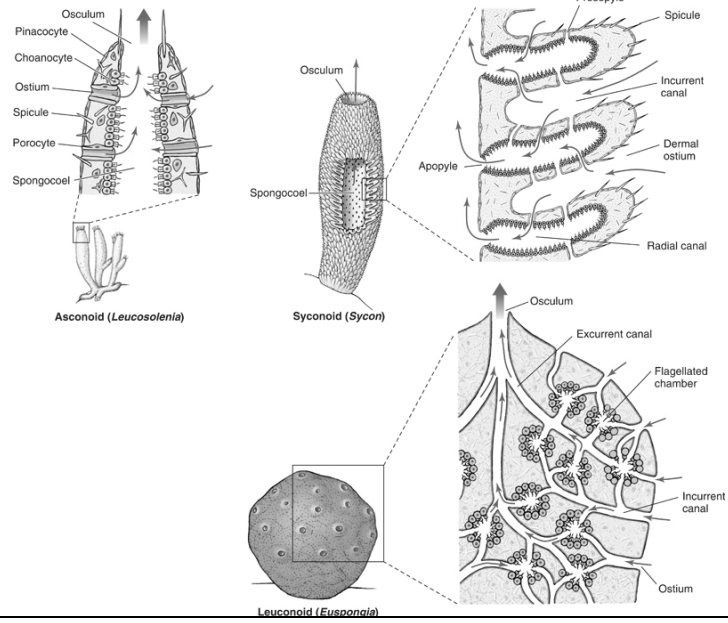 Osculum
Pinacocyte
Choanocyte
Ostium
Spicule
Porocyte
Spongocoel
Asconoid (Leucosolenia)
Osculum
Spongocoel
Syconoid (Sycon)
Prosopyle
Spicule
Incurrent
canal
Dermal
ostium
Apopyle
Radial canal
Osculum
Excurrent canal
Flagellated
chamber
Incurrent
canal
Ostium
Leuconoid (Euspongia)